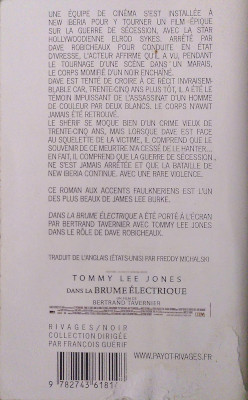 UNE ÉQUIPE DE CINÉMA S'EST INSTALLÉE À
NEW IBERIA POUR Y TOURNER UN FILM ÉPIQUE
SUR LA GUERRE DE SÉCESSION, AVEC LA STAR
HOLLYWOODIENNE ELROD SYKES. ARRÊTÉ PAR
DAVE ROBICHEAUX POUR CONDUITE EN ÉTAT
D'IVRESSE, L'ACTEUR AFFIRME QU'IL A VU, PENDANT
LE TOURNAGE D'UNE SCÈNE DANS UN MARAIS,
LE CORPS MOMIFIÉ D'UN NOIR ENCHAÎNÉ.
DAVE EST TENTÉ DE CROIRE À CE RÉCIT INVRAISEM-
BLABLE CAR, TRENTE-CINQ ANS PLUS TÔT, IL A ÉTÉ LE
TÉMOIN IMPUISSANT DE L'ASSASSINAT D'UN HOMME
DE COULEUR PAR DEUX BLANCS. LE CORPS N'AVAIT
JAMAIS ÉTÉ RETROUVÉ.
LE SHÉRIF SE MOQUE BIEN D'UN CRIME VIEUX DE
TRENTE-CINQ ANS, MAIS LORSQUE DAVE EST FACE
AU SQUELETTE DE LA VICTIME, IL COMPREND QUE LE
SOUVENIR DE CE MEURTRE N'A CESSÉ DE LE HANTER...
EN FAIT, IL COMPREND QUE LA GUERRE DE SÉCESSION,
NE S'EST JAMAIS ARRÊTÉE ET QUE LA BATAILLE DE
NEW IBERIA CONTINUE, AVEC UNE RARE VIOLENCE.
CE ROMAN AUX ACCENTS FAULKNERIENS EST L'UN
DES PLUS BEAUX DE JAMES LEE BURKE.
DANS LA BRUME ÉLECTRIQUE A ÉTÉ PORTÉ À L'ÉCRAN
PAR BERTRAND TAVERNIER AVEC TOMMY LEE JONES
DANS LE RÔLE DE DAVE ROBICHEAUX.
TRADUIT DE L'ANGLAIS (ÉTATS-UNIS) PAR FREDDY MICHALSKI
TOMMY LEE JONES
DANS LA BRUME ÉLECTRIQUE
UN FILM DE
BERTRAND TAVERNIER
RIVAGES/NOIR
COLLECTION DIRIGÉE
PAR FRANÇOIS GUÉRIF
WWW.PAYOT-RIVAGES.FR
9 782743 6181